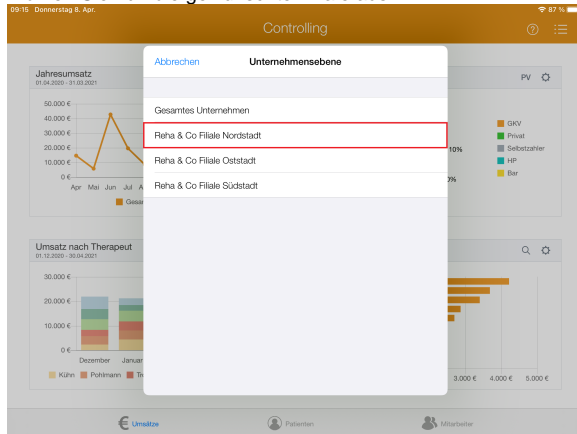 09:15 Donnerstag 8. Apr.
87 %
Controlling
Abbrechen
Unternehmensebene
Gesamtes Unternehmen
Reha & Co Filiale Nordstadt
Reha & Co Filiale Oststadt
Reha & Co Filiale Südstadt
Jahresumsatz
01.04.2020 - 31.03.2021
PV
50.000 €
40.000 €
30.000 €
20.000 €
10.000 €
0 €
Apr Mai Jun Jul
GKV
Privat
Selbstzahler
HP
Bar
10%
Umsatz nach Therapeut
01.12.2020 - 30.04.2021
30.000 €
20.000 €
10.000 €
0 €
Dezember Januar
Kühn Pohlmann
3.000 € 4.000 € 5.000 €
Umsätze
Patienten
Mitarbeiter